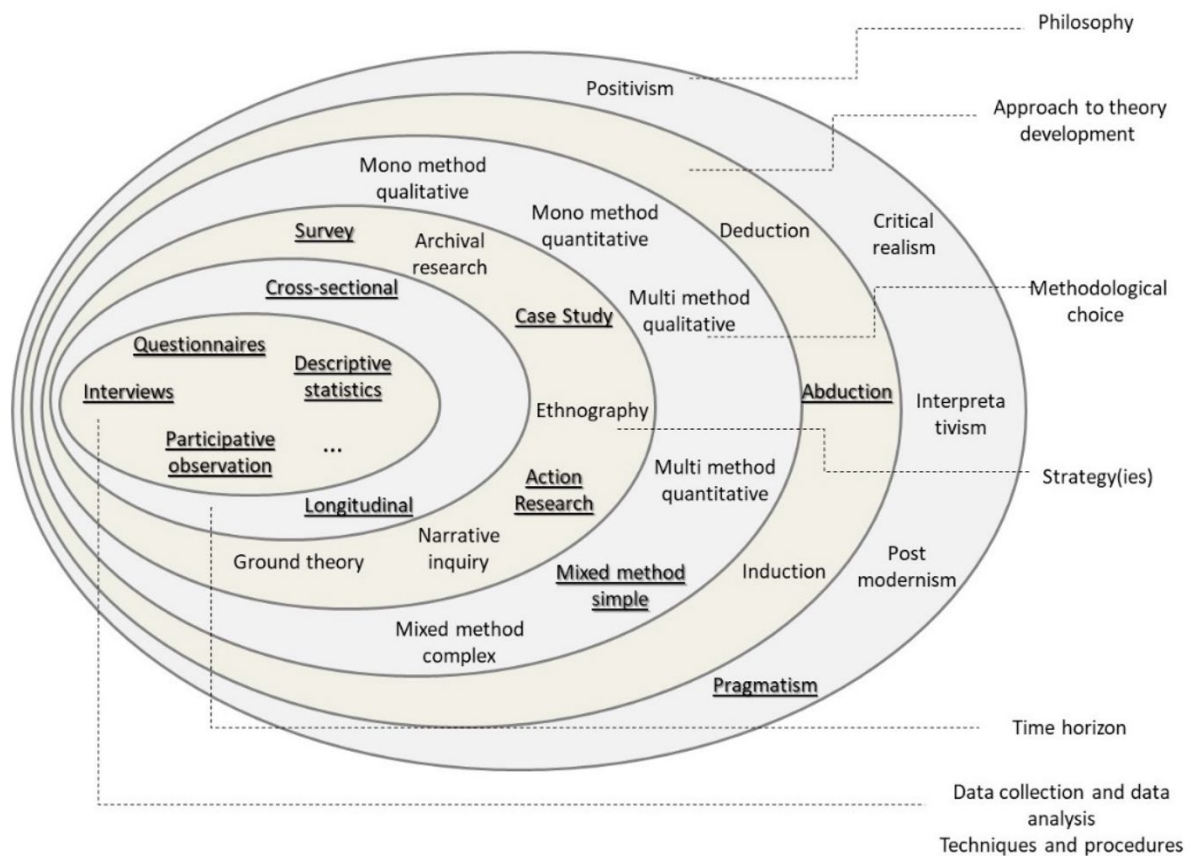 Philosophy
Positivism
Approach to theory
development
Mono method
qualitative
Mono method
quantitative
Deduction
Critical
realism
Survey
Archival
research
Cross-sectional
Case Study
Multi method
qualitative
Methodological
choice
Questionnaires
Descriptive
statistics
Interviews
Abduction
Interpreta
tivism
Ethnography
Participative
observation
...
Multi method
quantitative
Strategy(ies)
Action
Research
Longitudinal
Ground theory
Narrative
inquiry
Mixed method
simple
Induction
Post
modernism
Mixed method
complex
Pragmatism
Time horizon
Data collection and data
analysis
Techniques and procedures